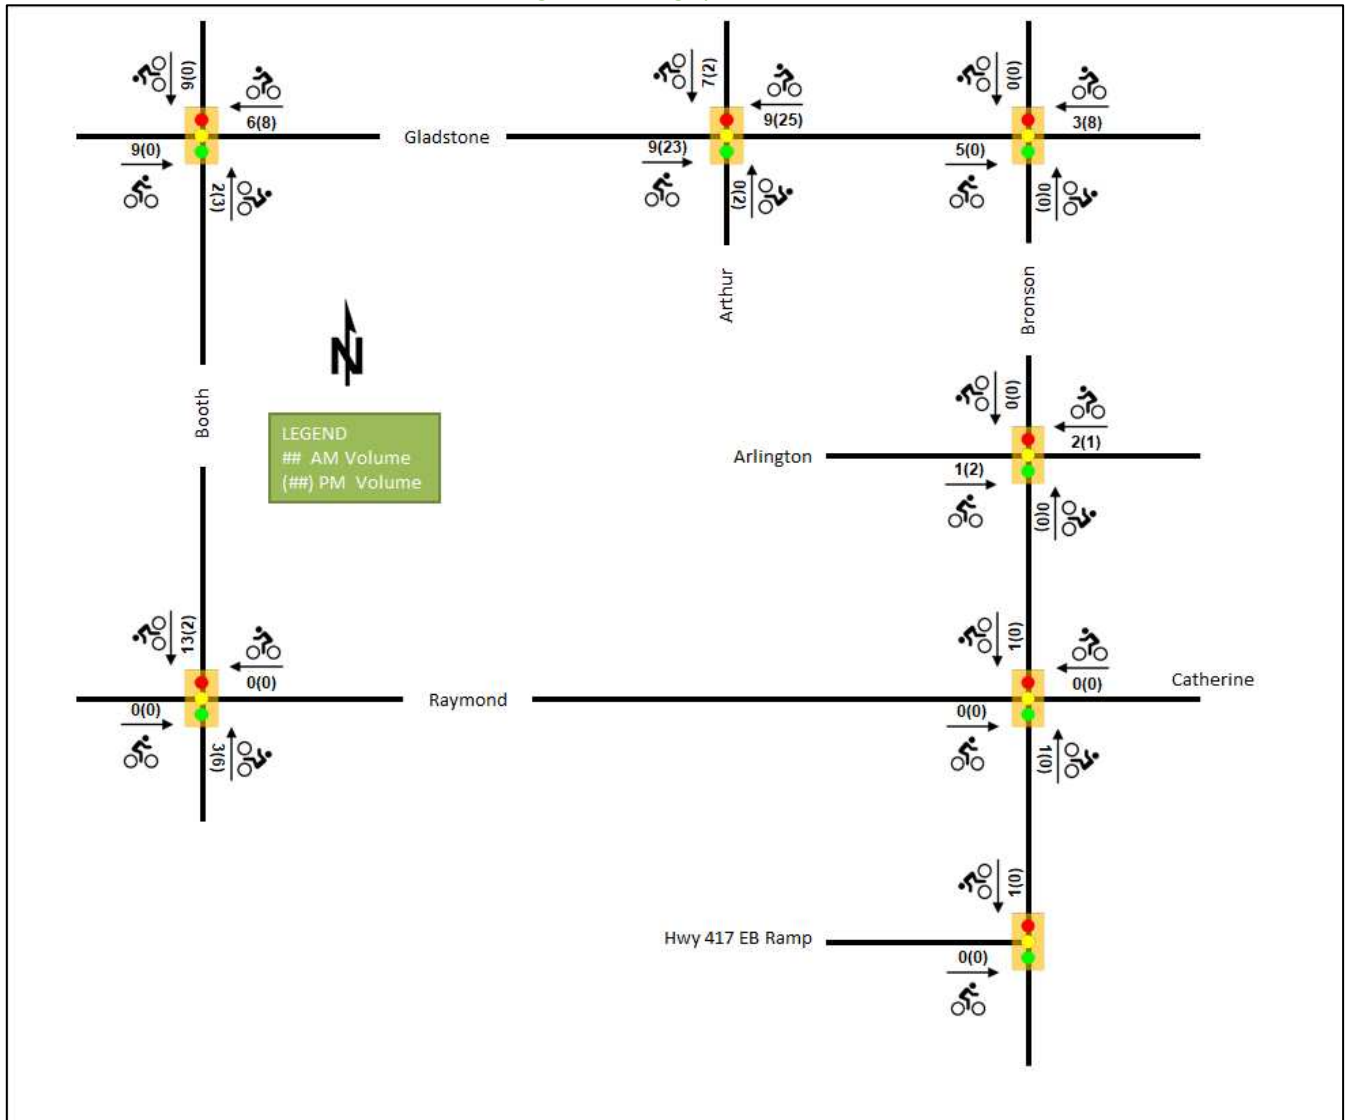 9(0)
6(8)
9(0)
2(3)
Gladstone
7(2)
9(25)
9(23)
0(2)
0(0)
3(8)
5(0)
0(0)
Arthur
Bronson
Booth
N
LEGEND
## AM Volume
(##) PM Volume
0(0)
2(1)
Arlington
1(2)
0(0)
13(2)
0(0)
0(0)
3(6)
Raymond
1(0)
0(0)
Catherine
0(0)
1(0)
1(0)
Hwy 417 EB Ramp
0(0)